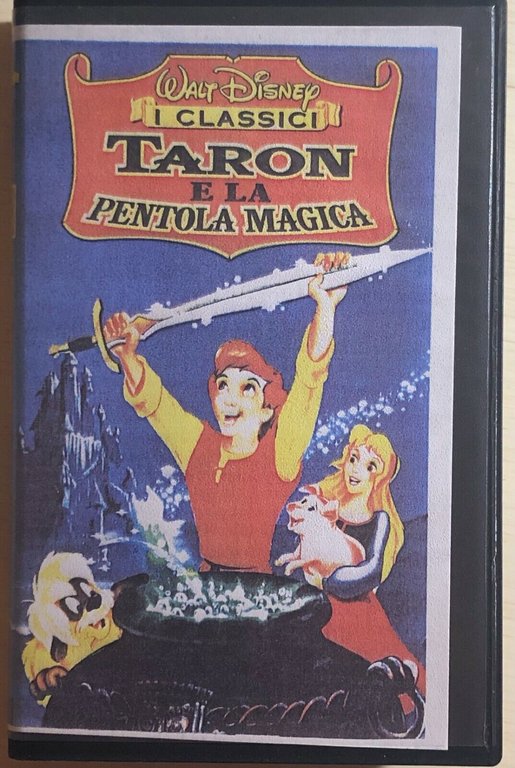 WALT DISNEY
I CLASSICI
TARON
E LA
PENTOLA MAGICA